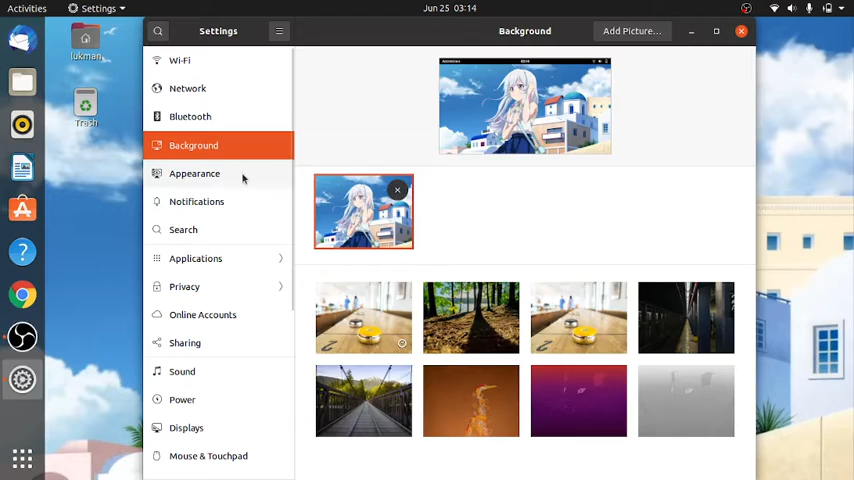 Activities
Settings
Jun 25 03:14
lukman
Trash
Settings
Background
Add Picture...
Wi-Fi
Network
Bluetooth
Background
Appearance
Notifications
Search
Applications
Privacy
Online Accounts
Sharing
Sound
Power
Displays
Mouse & Touchpad